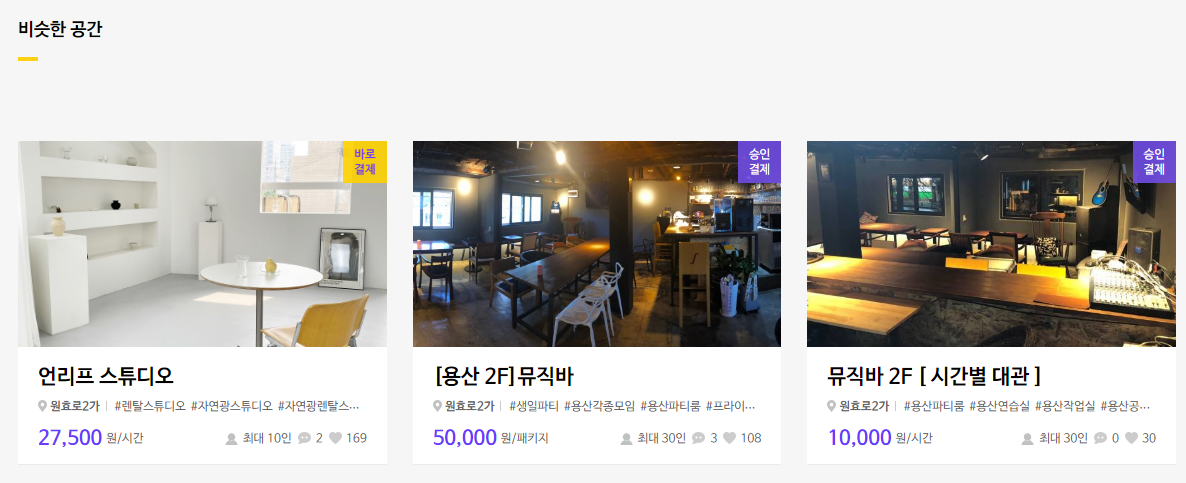 비슷한 공간
바로
결제
승인
결제
승인
결제
언리프 스튜디오
원효로2가 #렌탈스튜디오 #자연광스튜디오 #자연광렌탈스···
27,500 원/시간 최대 10인 2 169
[용산 2F]뮤직바
원효로2가 #생일파티 #용산각종모임 #용산파티룸 #프라이···
50,000 원/패키지 최대 30인 3 108
뮤직바 2F [ 시간별 대관 ]
원효로2가 #용산파티룸 #용산연습실 #용산작업실 #용산공···
10,000 원/시간 최대 30인 0 30